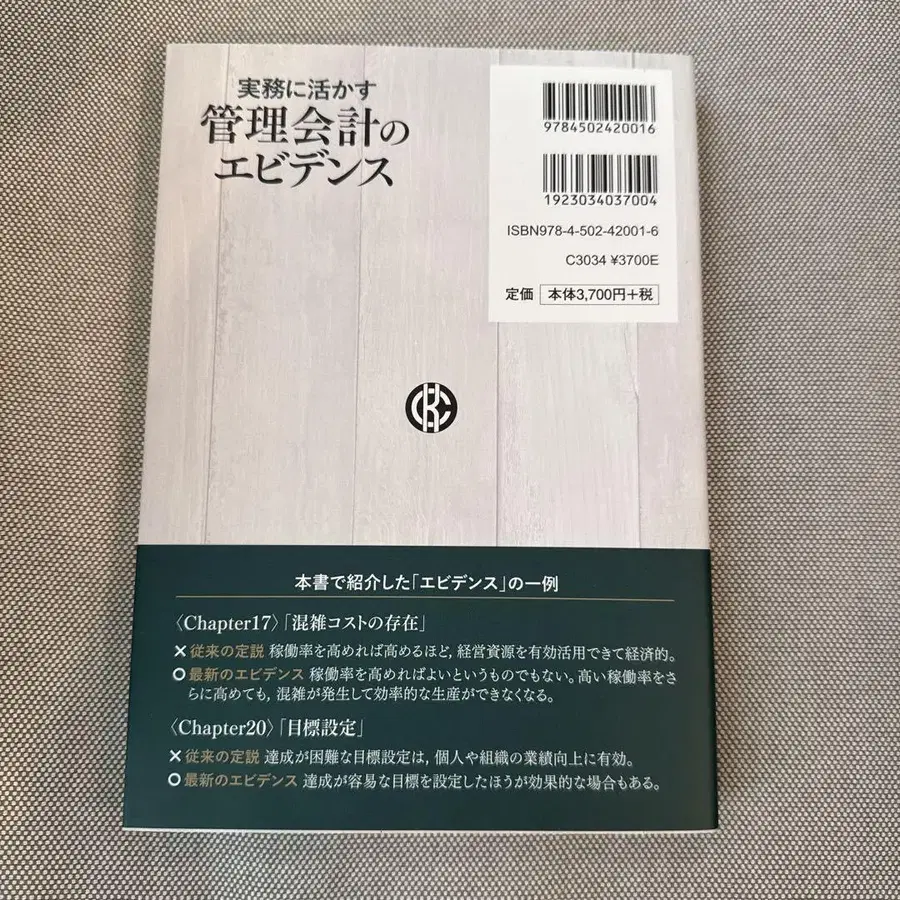 実務に活かす
管理会計の
エビデンス
9784502420016
1923034037004
ISBN978-4-502-42001-6
C3034 ¥3700E
定価 本体3,700円+税
本書で紹介した「エビデンス」の一例
〈Chapter17〉「混雑コストの存在」
×従来の定説 稼働率を高めれば高めるほど,経営資源を有効活用できて経済的。
○最新のエビデンス 稼働率を高めればよいというものでもない。高い稼働率をさ
らに高めても,混雑が発生して効率的な生産ができなくなる。
〈Chapter20〉「目標設定」
×従来の定説 達成が困難な目標設定は,個人や組織の業績向上に有効。
○最新のエビデンス 達成が容易な目標を設定したほうが効果的な場合もある。